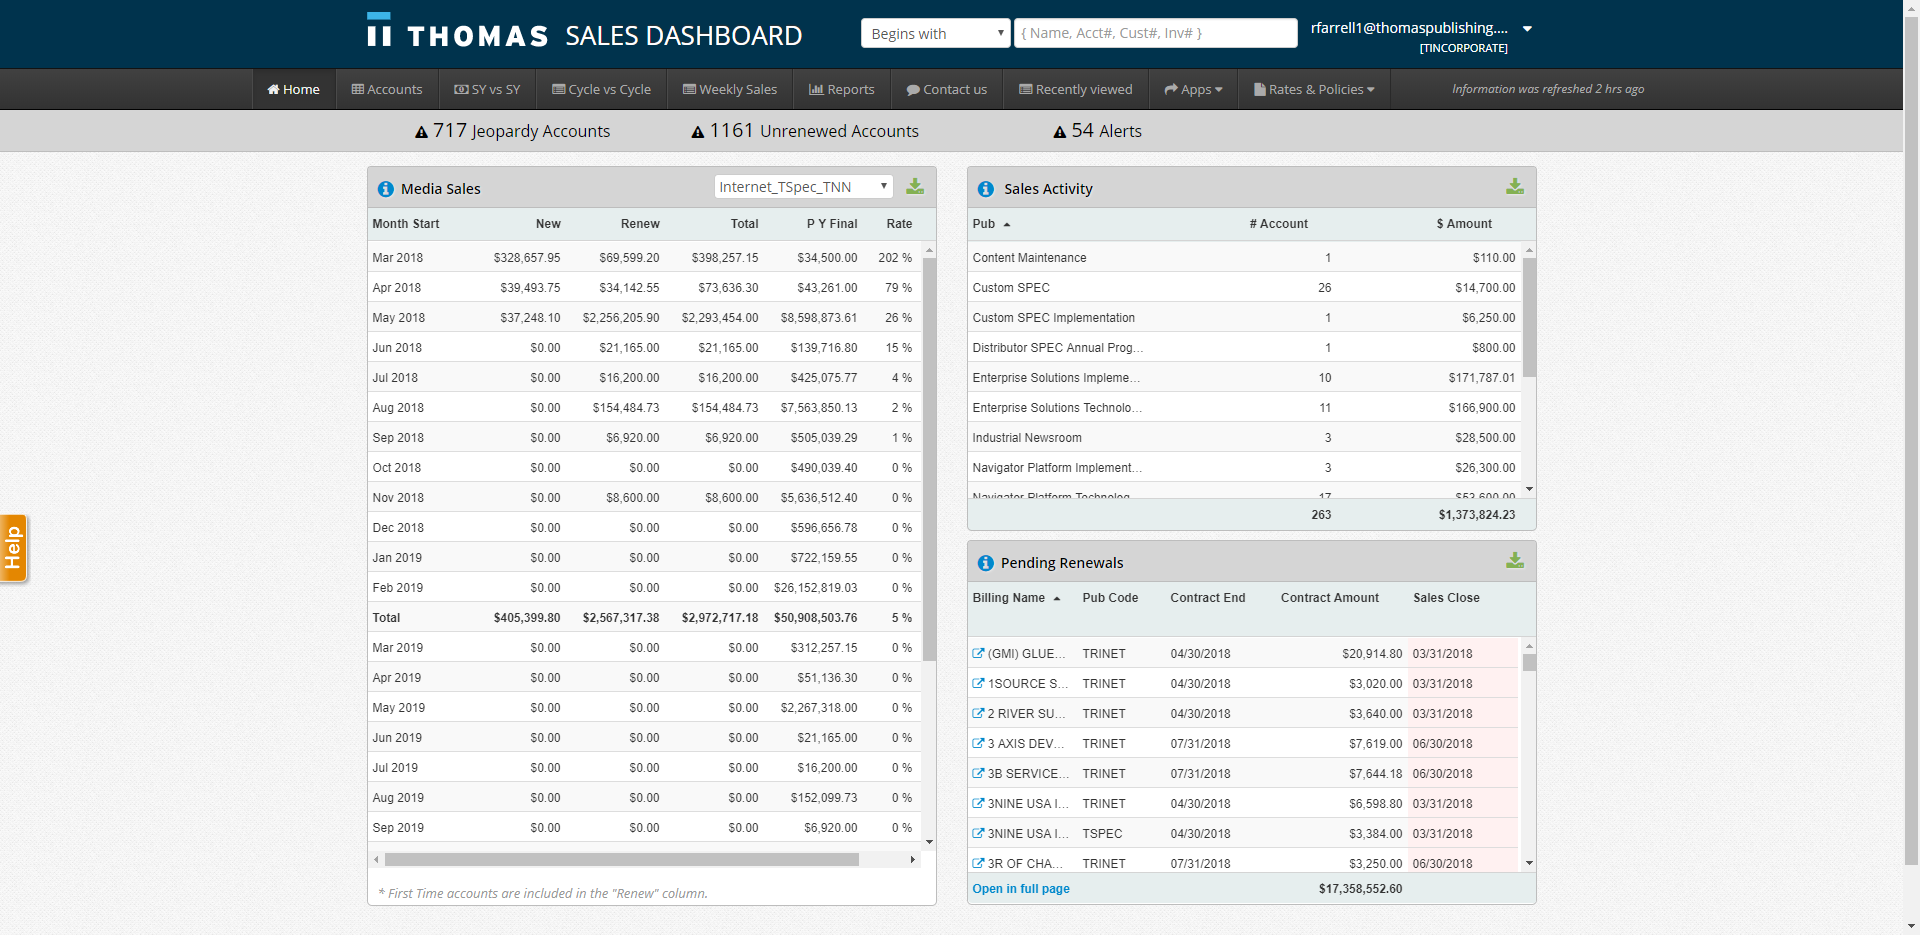 THOMAS SALES DASHBOARD
Begins with
{ Name, Acct#, Cust#, Inv# }
rfarrell1@thomaspublishing....
[TINCORPORATE]
Home Accounts SY vs SY Cycle vs Cycle Weekly Sales Reports Contact us Recently viewed Apps Rates & Policies Information was refreshed 2 hrs ago
717 Jeopardy Accounts 1161 Unrenewed Accounts 54 Alerts
Help
Media Sales Internet_TSpec_TNN
Month Start New Renew Total P Y Final Rate
Mar 2018 $328,657.95 $69,599.20 $398,257.15 $34,500.00 202 %
Apr 2018 $39,493.75 $34,142.55 $73,636.30 $43,261.00 79 %
May 2018 $37,248.10 $2,256,205.90 $2,293,454.00 $8,598,873.61 26 %
Jun 2018 $0.00 $21,165.00 $21,165.00 $139,716.80 15 %
Jul 2018 $0.00 $16,200.00 $16,200.00 $425,075.77 4 %
Aug 2018 $0.00 $154,484.73 $154,484.73 $7,563,850.13 2 %
Sep 2018 $0.00 $6,920.00 $6,920.00 $505,039.29 1 %
Oct 2018 $0.00 $0.00 $0.00 $490,039.40 0 %
Nov 2018 $0.00 $8,600.00 $8,600.00 $5,636,512.40 0 %
Dec 2018 $0.00 $0.00 $0.00 $596,656.78 0 %
Jan 2019 $0.00 $0.00 $0.00 $722,159.55 0 %
Feb 2019 $0.00 $0.00 $0.00 $26,152,819.03 0 %
Total $405,399.80 $2,567,317.38 $2,972,717.18 $50,908,503.76 5 %
Mar 2019 $0.00 $0.00 $0.00 $312,257.15 0 %
Apr 2019 $0.00 $0.00 $0.00 $51,136.30 0 %
May 2019 $0.00 $0.00 $0.00 $2,267,318.00 0 %
Jun 2019 $0.00 $0.00 $0.00 $21,165.00 0 %
Jul 2019 $0.00 $0.00 $0.00 $16,200.00 0 %
Aug 2019 $0.00 $0.00 $0.00 $152,099.73 0 %
Sep 2019 $0.00 $0.00 $0.00 $6,920.00 0 %
* First Time accounts are included in the "Renew" column.
Sales Activity
Pub # Account $ Amount
Content Maintenance 1 $110.00
Custom SPEC 26 $14,700.00
Custom SPEC Implementation 1 $6,250.00
Distributor SPEC Annual Prog... 1 $800.00
Enterprise Solutions Impleme... 10 $171,787.01
Enterprise Solutions Technolo... 11 $166,900.00
Industrial Newsroom 3 $28,500.00
Navigator Platform Implement... 3 $26,300.00
Navigator Platform Technolog 17 $53,600.00
263 $1,373,824.23
Pending Renewals
Billing Name Pub Code Contract End Contract Amount Sales Close
(GMI) GLUE... TRINET 04/30/2018 $20,914.80 03/31/2018
1SOURCE S... TRINET 04/30/2018 $3,020.00 03/31/2018
2 RIVER SU... TRINET 04/30/2018 $3,640.00 03/31/2018
3 AXIS DEV... TRINET 07/31/2018 $7,619.00 06/30/2018
3B SERVICE... TRINET 07/31/2018 $7,644.18 06/30/2018
3NINE USA I... TRINET 04/30/2018 $6,598.80 03/31/2018
3NINE USA I... TSPEC 04/30/2018 $3,384.00 03/31/2018
3R OF CHA... TRINET 07/31/2018 $3,250.00 06/30/2018
Open in full page $17,358,552.60